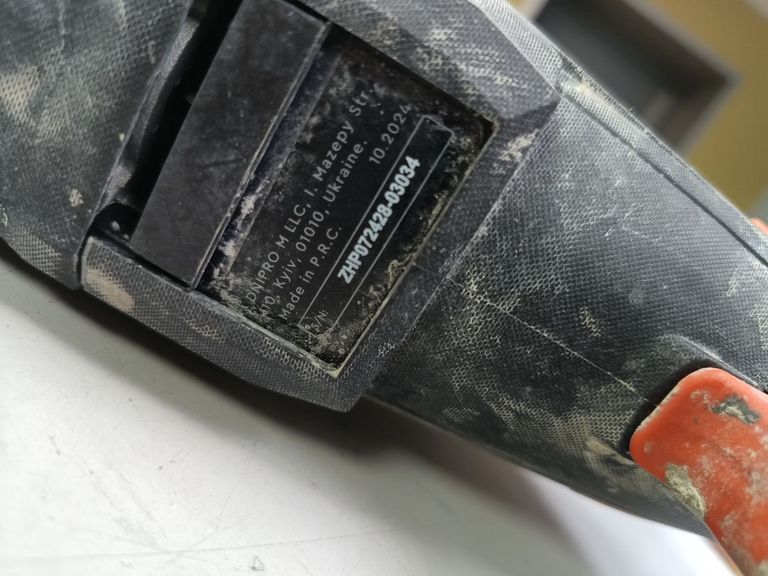 DNIPRO M LLC, I. Mazepy Str.
10, Kyiv, 01010, Ukraine.
Made in P.R.C. 10.2024
S/N: ZHP072428-03034